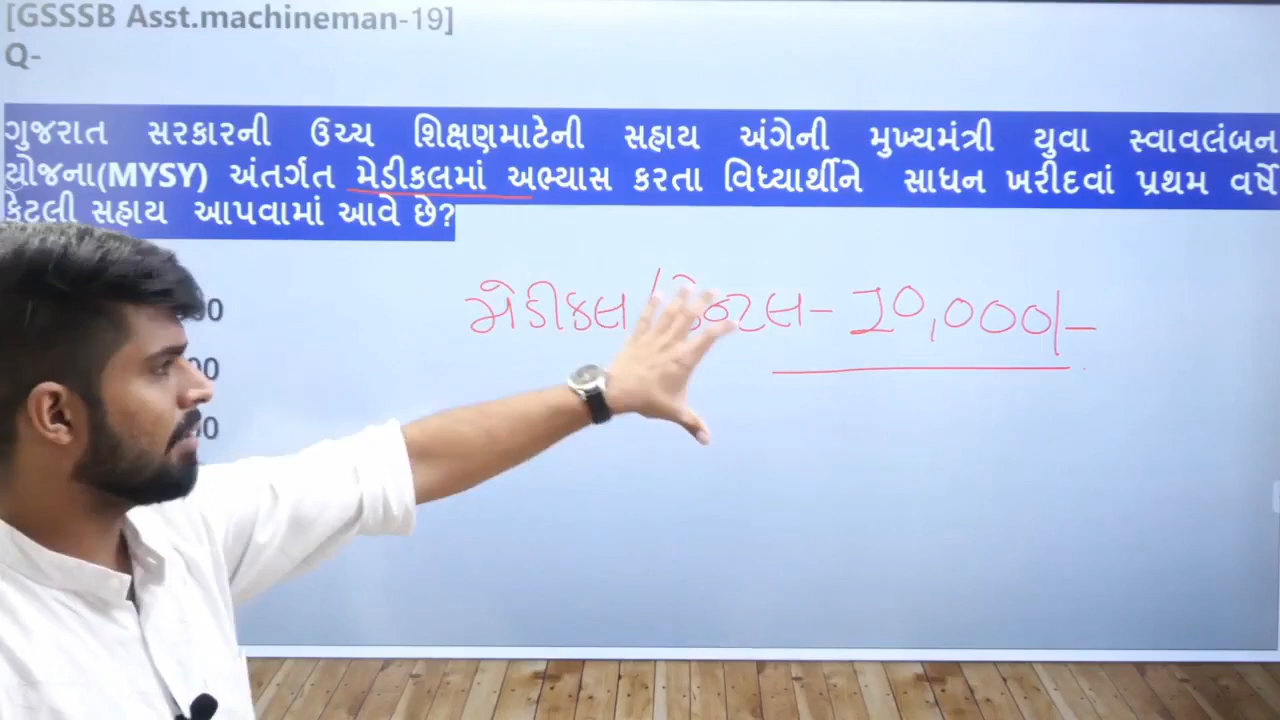 [GSSSB Asst.machineman-19]
Q-
ગુજરાત સરકારની ઉચ્ચ શિક્ષણમાટેની સહાય અંગેની મુખ્યમંત્રી યુવા સ્વાવલંબન
યોજના(MYSY) અંતર્ગત મેડીકલમાં અભ્યાસ કરતા વિધ્યાર્થીને સાધન ખરીદવાં પ્રથમ વર્ષે
કેટલી સહાય આપવામાં આવે છે?
મેડીકલ / ડેન્ટલ - 10,000/-